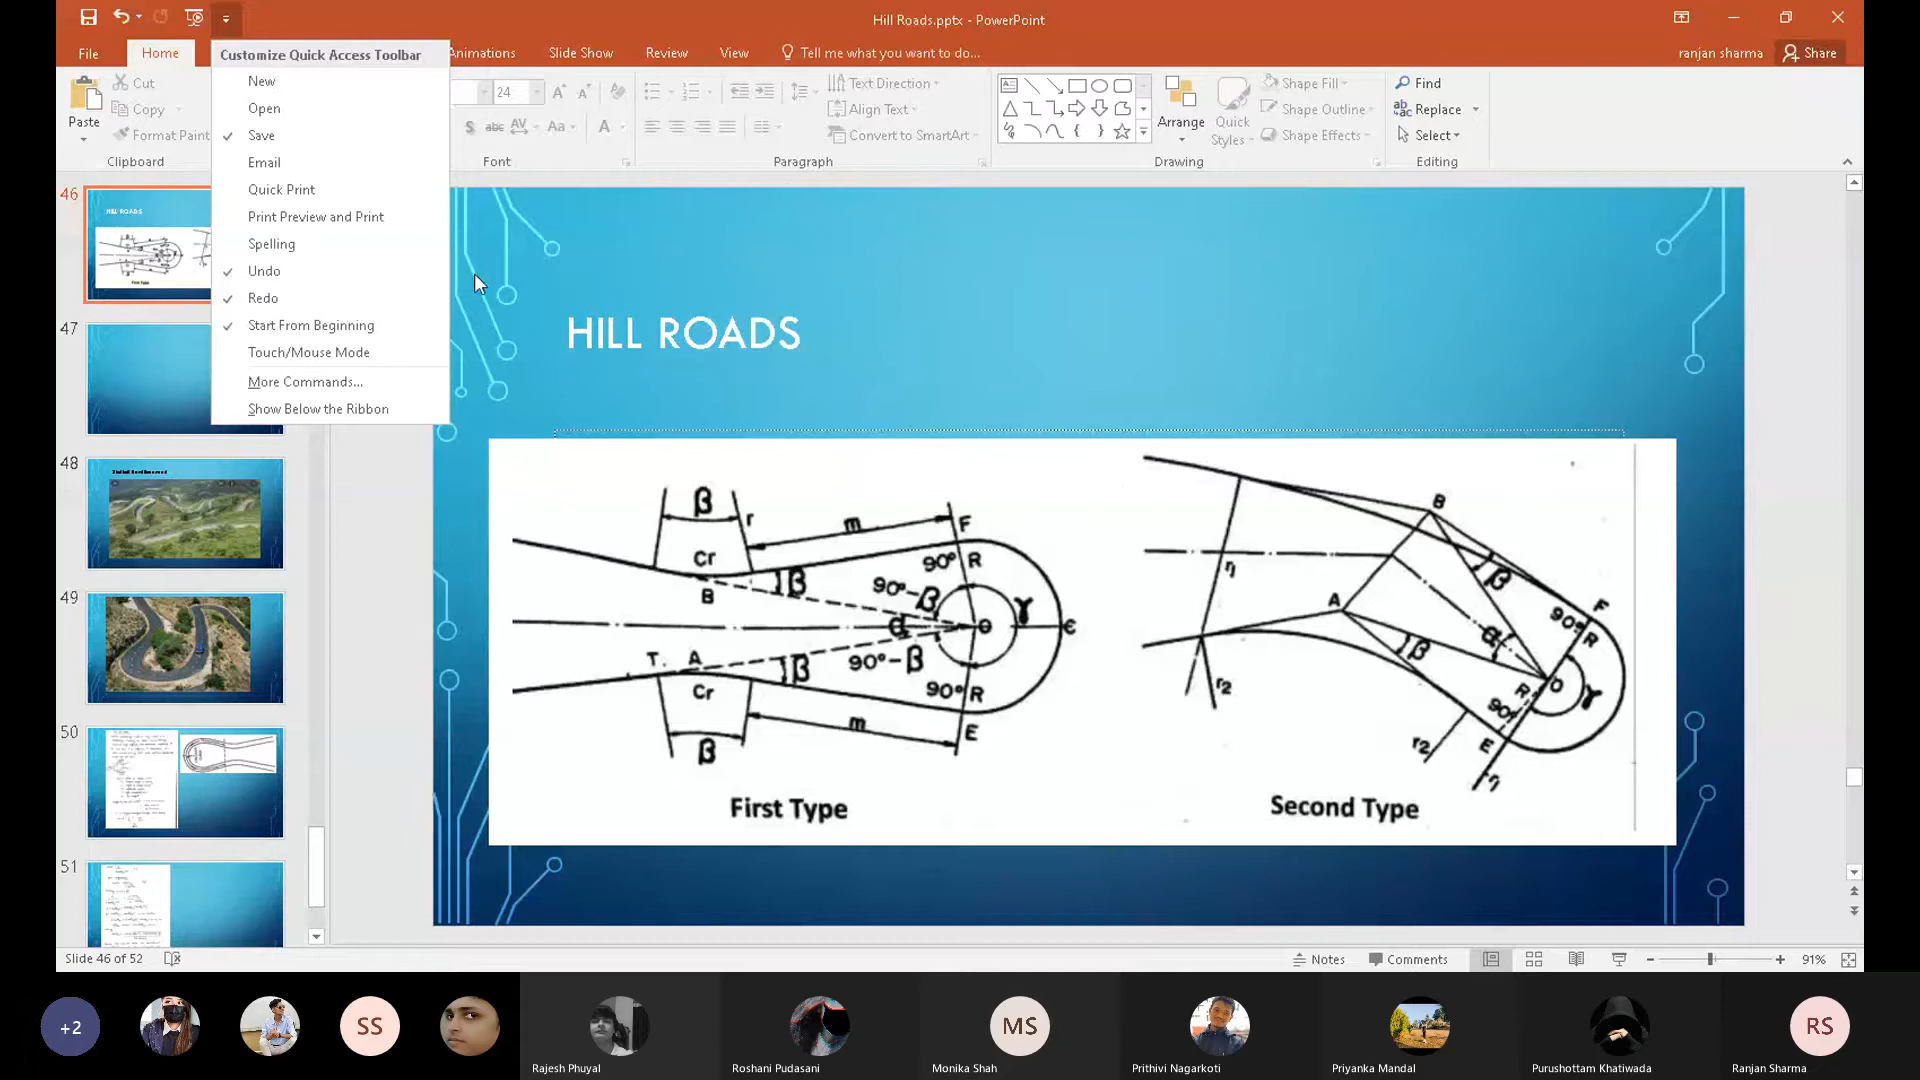 Hill Roads.pptx - PowerPoint
File
Home
Animations
Slide Show
Review
View
Tell me what you want to do...
ranjan sharma
Share
Customize Quick Access Toolbar
New
Open
Save
Email
Quick Print
Print Preview and Print
Spelling
Undo
Redo
Start From Beginning
Touch/Mouse Mode
More Commands...
Show Below the Ribbon
Paste
Cut
Copy
Format Paint
Clipboard
24
Font
Text Direction
Align Text
Convert to SmartArt
Paragraph
Arrange
Quick Styles
Shape Fill
Shape Outline
Shape Effects
Drawing
Find
Replace
Select
Editing
46
HILL ROADS
47
48
49
50
51
HILL ROADS
β
r
m
F
Cr
90°
R
β
B
90°-β
α
O
γ
C
T.
A
β
90°-β
Cr
90°
R
m
E
β
First Type
B
β
r1
A
F
90°
R
α
β
r2
O
γ
R
90°
r2
E
r1
Second Type
Slide 46 of 52
Notes
Comments
91%
+2
SS
MS
RS
Rajesh Phuyal
Roshani Pudasani
Monika Shah
Prithivi Nagarkoti
Priyanka Mandal
Purushottam Khatiwada
Ranjan Sharma